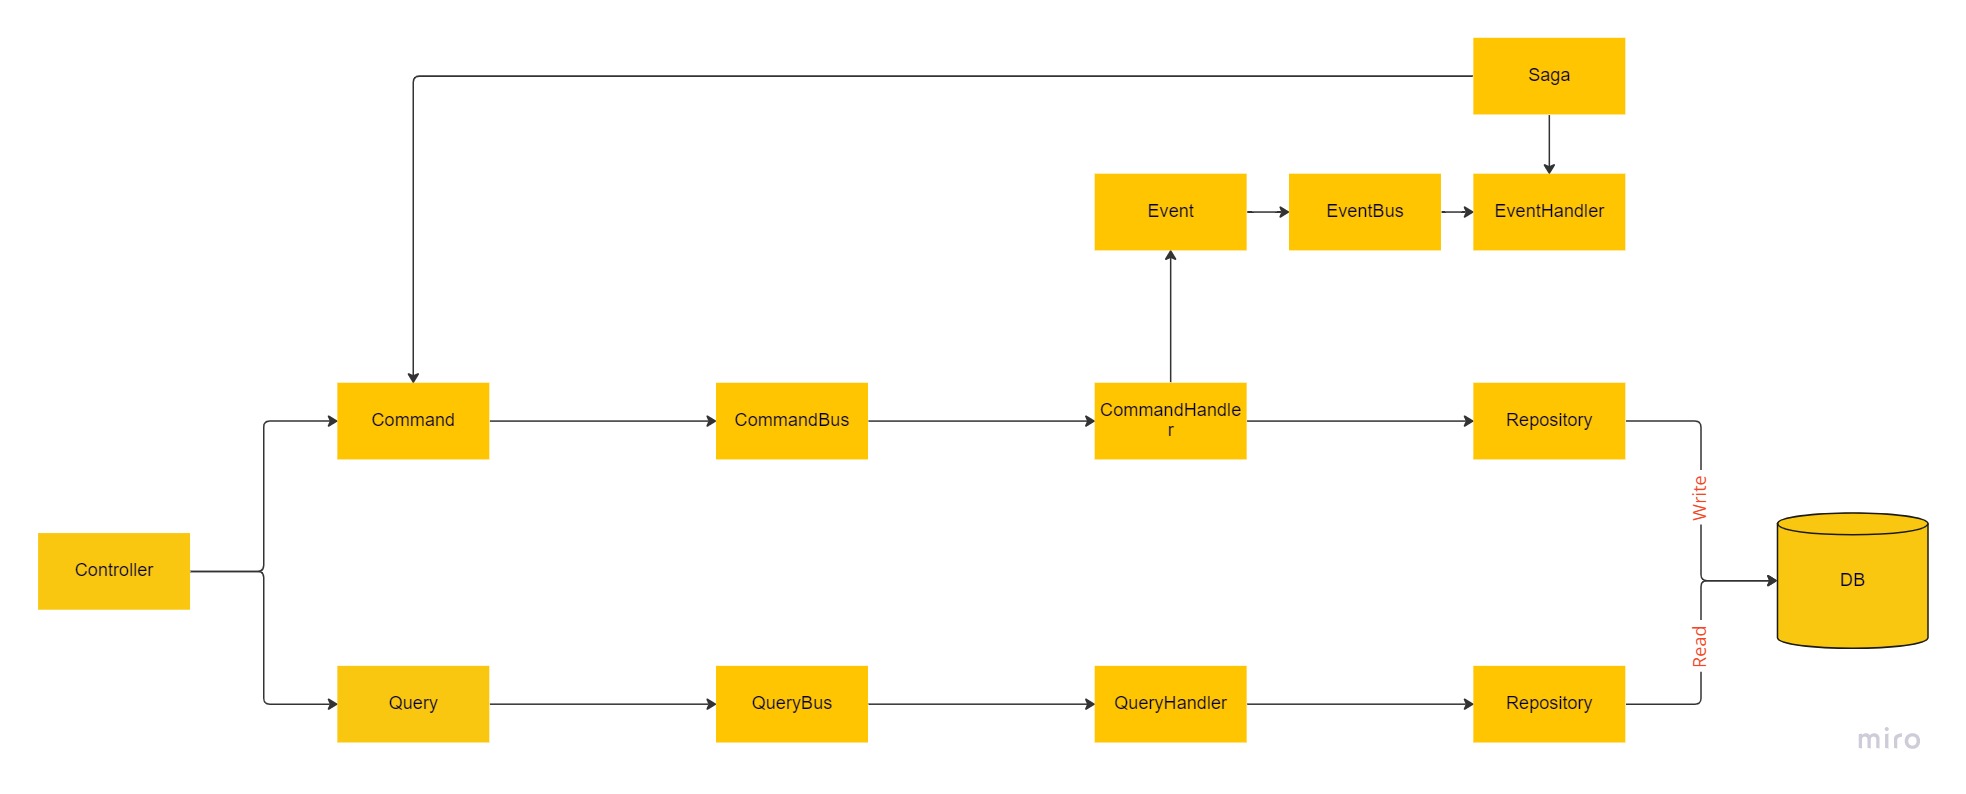 Saga
Event
EventBus
EventHandler
Command
CommandBus
CommandHandle
r
Repository
Write
Controller
DB
Read
Query
QueryBus
QueryHandler
Repository
miro